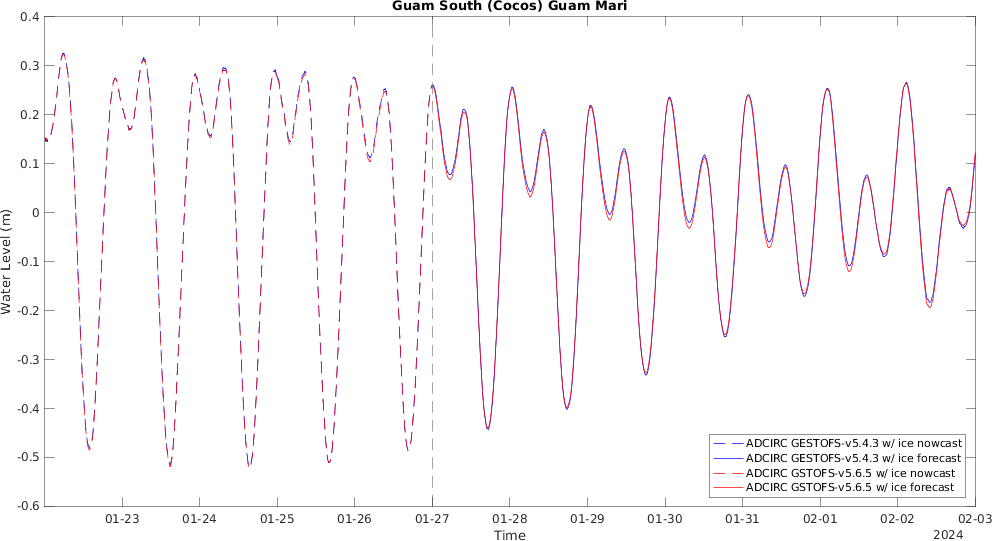 Guam South (Cocos) Guam Mari
0.4
0.3
0.2
0.1
0
-0.1
-0.2
-0.3
-0.4
-0.5
-0.6
Water Level (m)
ADCIRC GESTOFS-v5.4.3 w/ ice nowcast
ADCIRC GESTOFS-v5.4.3 w/ ice forecast
ADCIRC GSTOFS-v5.6.5 w/ ice nowcast
ADCIRC GSTOFS-v5.6.5 w/ ice forecast
01-23 01-24 01-25 01-26 01-27 01-28 01-29 01-30 01-31 02-01 02-02 02-03
Time
2024